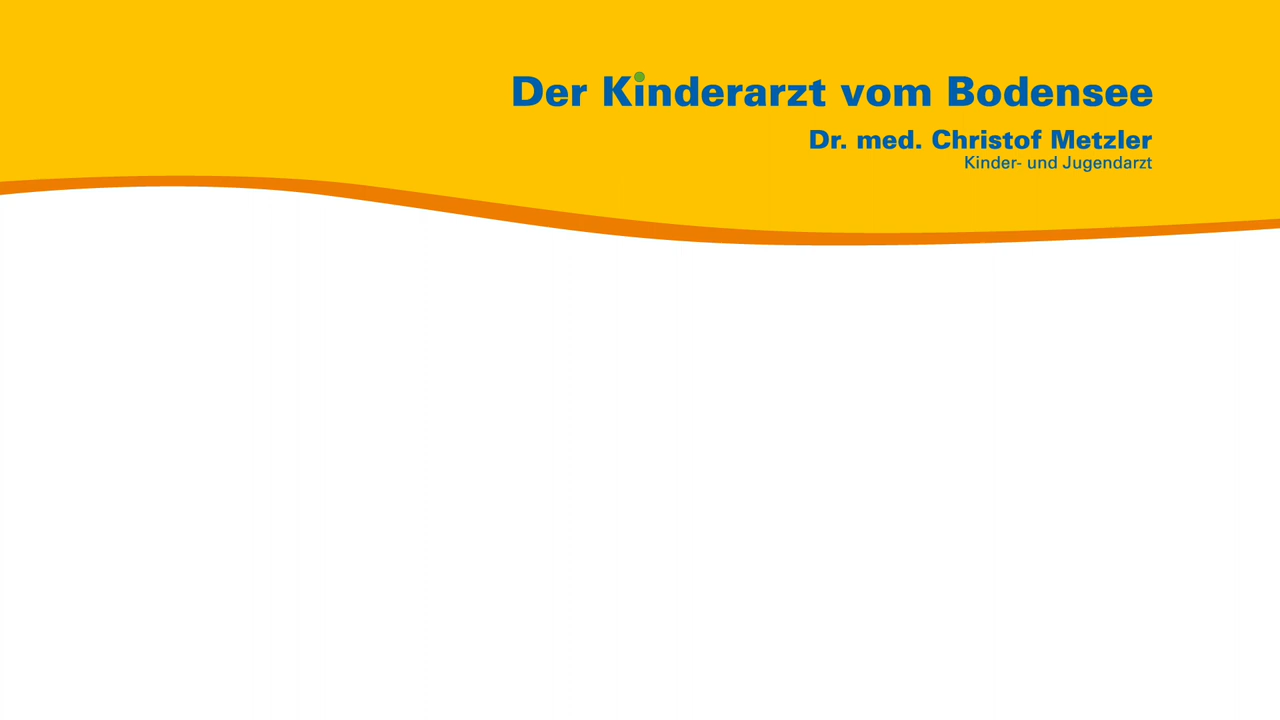 Der Kinderarzt vom Bodensee
Dr. med. Christof Metzler
Kinder- und Jugendarzt